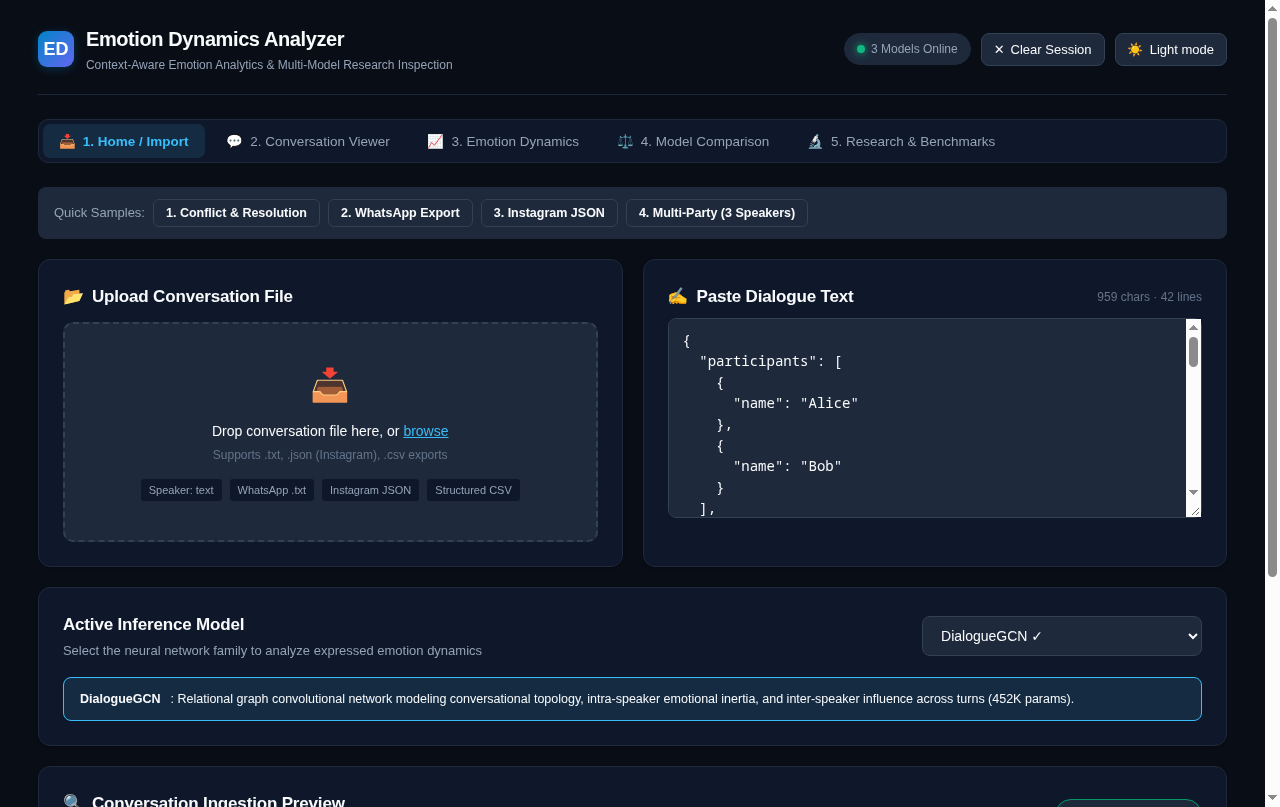 ED
Emotion Dynamics Analyzer
Context-Aware Emotion Analytics & Multi-Model Research Inspection
3 Models Online
✕ Clear Session
☀️ Light mode
📥 1. Home / Import
💬 2. Conversation Viewer
📈 3. Emotion Dynamics
⚖️ 4. Model Comparison
🔬 5. Research & Benchmarks
Quick Samples:
1. Conflict & Resolution
2. WhatsApp Export
3. Instagram JSON
4. Multi-Party (3 Speakers)
📂 Upload Conversation File
Drop conversation file here, or browse
Supports .txt, .json (Instagram), .csv exports
Speaker: text
WhatsApp .txt
Instagram JSON
Structured CSV
✍️ Paste Dialogue Text
959 chars · 42 lines
{
  "participants": [
    {
      "name": "Alice"
    },
    {
      "name": "Bob"
    }
  ],
Active Inference Model
Select the neural network family to analyze expressed emotion dynamics
DialogueGCN ✓
DialogueGCN : Relational graph convolutional network modeling conversational topology, intra-speaker emotional inertia, and inter-speaker influence across turns (452K params).
🔍 Conversation Ingestion Preview